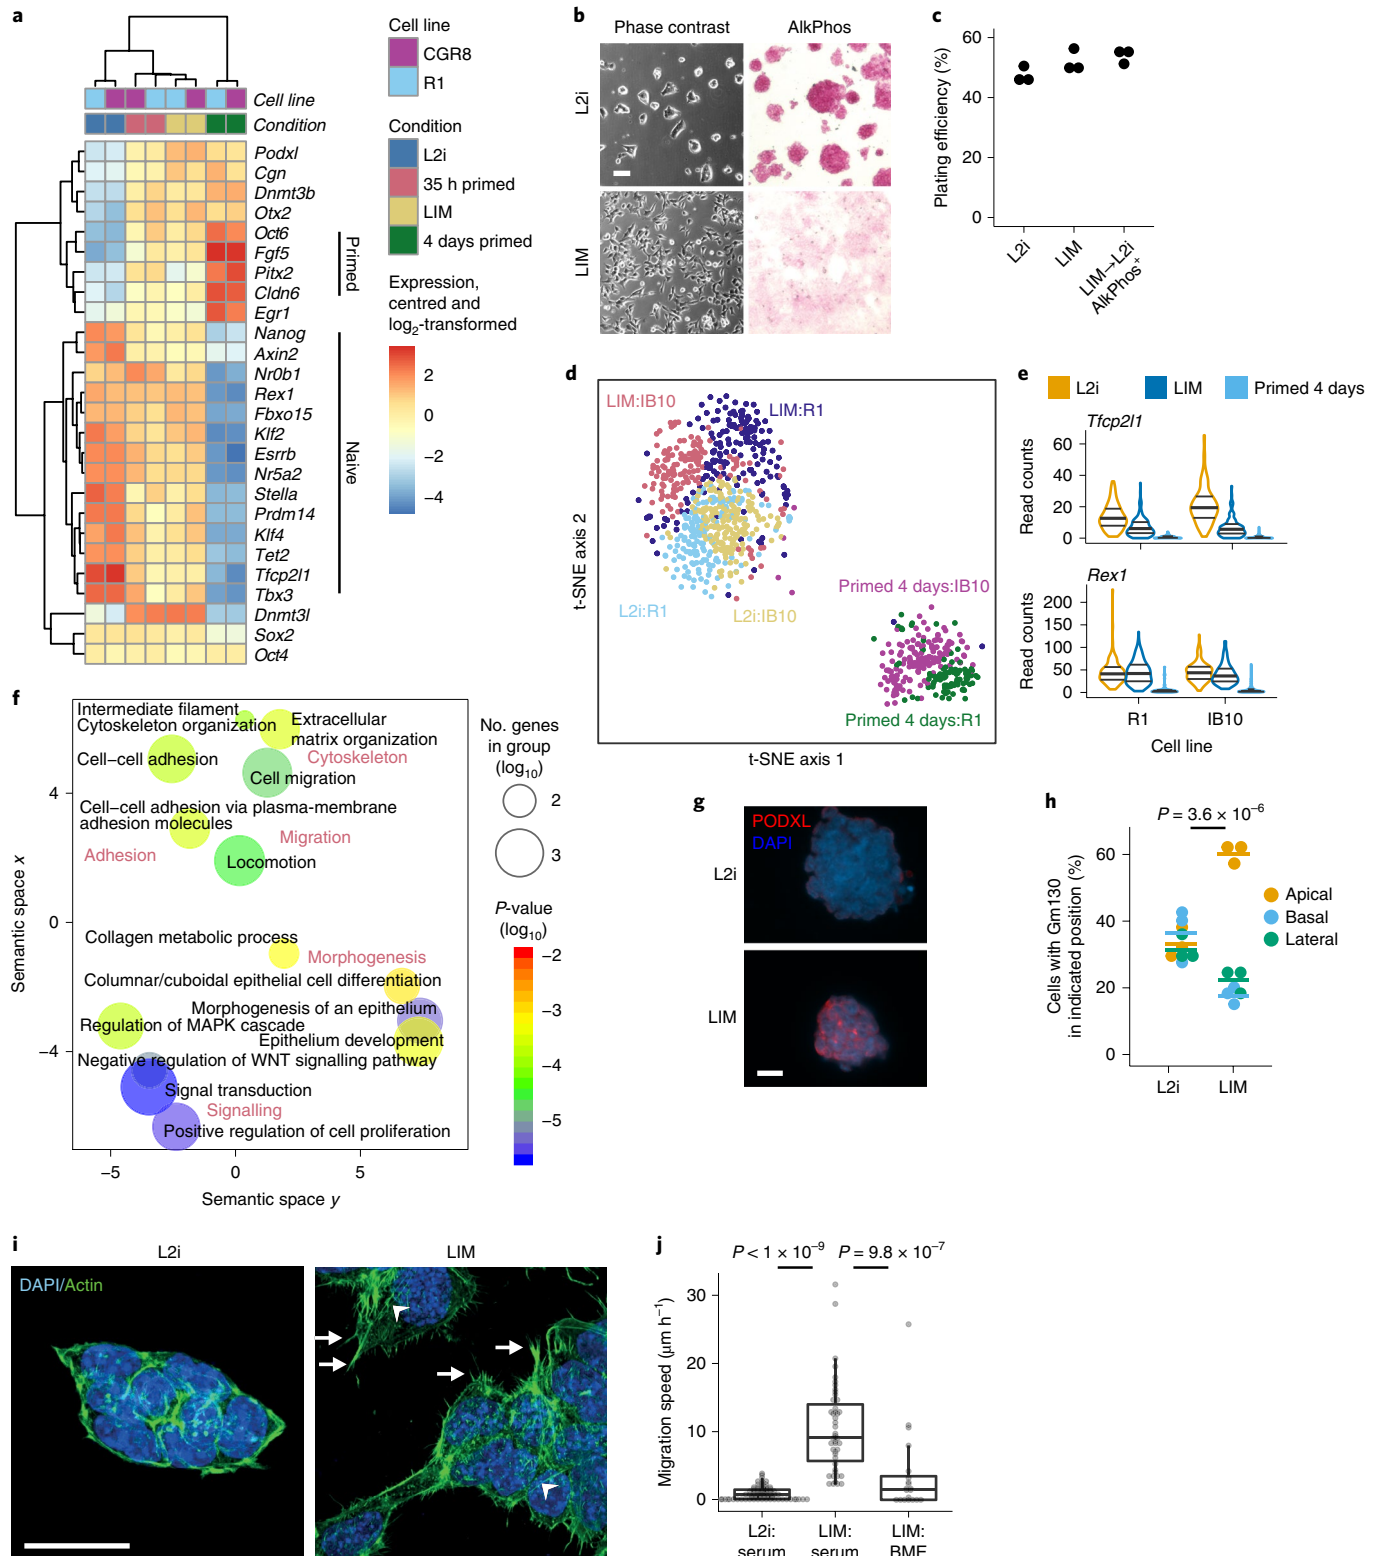 a
Cell line
CGR8
R1
Cell line
Condition
Condition
L2i
35 h primed
LIM
4 days primed
Podxl
Cgn
Dnmt3b
Otx2
Oct6
Fgf5
Pitx2
Cldn6
Egr1
Primed
Nanog
Axin2
Nr0b1
Rex1
Fbxo15
Klf2
Esrrb
Nr5a2
Stella
Prdm14
Klf4
Tet2
Tfcp2l1
Tbx3
Naive
Dnmt3l
Sox2
Oct4
Expression,
centred and
log2-transformed
2
0
−2
−4
b
Phase contrast
AlkPhos
L2i
LIM
c
Plating efficiency (%)
60
40
20
0
L2i
LIM
LIM→L2i
AlkPhos+
d
LIM:IB10
LIM:R1
L2i:R1
L2i:IB10
Primed 4 days:IB10
Primed 4 days:R1
t-SNE axis 2
t-SNE axis 1
e
L2i
LIM
Primed 4 days
Tfcp2l1
Read counts
60
40
20
0
Rex1
Read counts
200
150
100
50
0
R1
IB10
Cell line
f
Intermediate filament
Cytoskeleton organization
Extracellular
matrix organization
Cytoskeleton
Cell–cell adhesion
Cell migration
Cell–cell adhesion via plasma-membrane
adhesion molecules
Migration
Adhesion
Locomotion
Collagen metabolic process
Morphogenesis
Columnar/cuboidal epithelial cell differentiation
Morphogenesis of an epithelium
Regulation of MAPK cascade
Epithelium development
Negative regulation of WNT signalling pathway
Signal transduction
Signalling
Positive regulation of cell proliferation
Semantic space x
4
0
−4
−5
0
5
Semantic space y
No. genes
in group
(log10)
2
3
P-value
(log10)
−2
−3
−4
−5
g
PODXL
DAPI
L2i
LIM
h
P = 3.6 × 10−6
Cells with Gm130
in indicated position (%)
60
40
20
0
L2i
LIM
Apical
Basal
Lateral
i
L2i
LIM
DAPI/Actin
j
P < 1 × 10−9
P = 9.8 × 10−7
Migration speed (μm h−1)
30
20
10
0
L2i:
serum
LIM:
serum
LIM:
BME